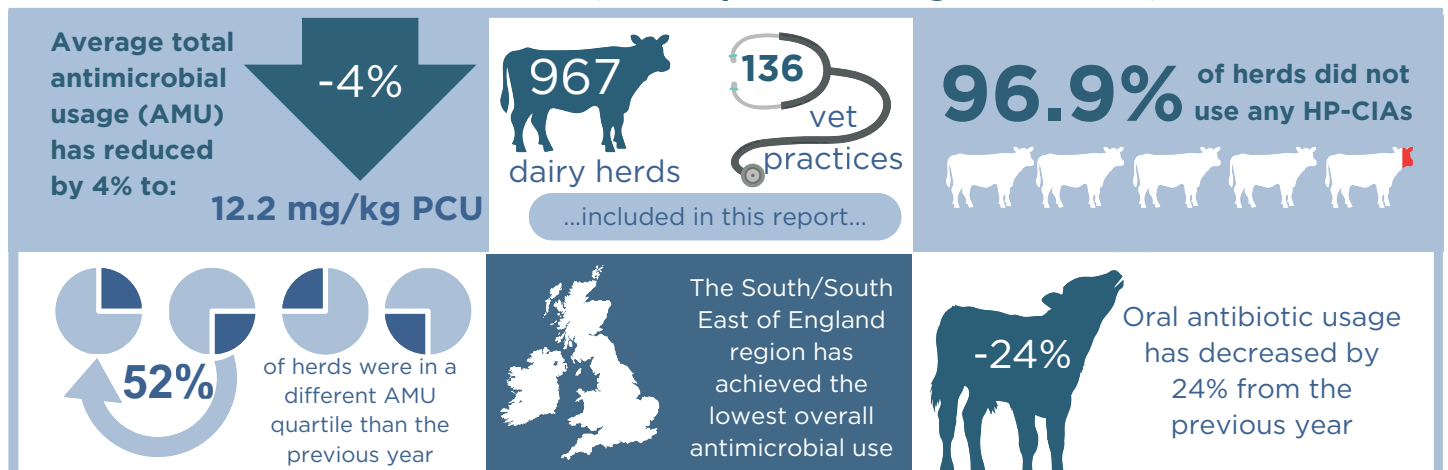 Average total
antimicrobial
usage (AMU)
has reduced
by 4% to:
-4%
12.2 mg/kg PCU
967
dairy herds
136
vet
practices
...included in this report...
96.9%
of herds did not
use any HP-CIAs
52%
of herds were in a
different AMU
quartile than the
previous year
The South/South
East of England
region has
achieved the
lowest overall
antimicrobial use
-24%
Oral antibiotic usage
has decreased by
24% from the
previous year